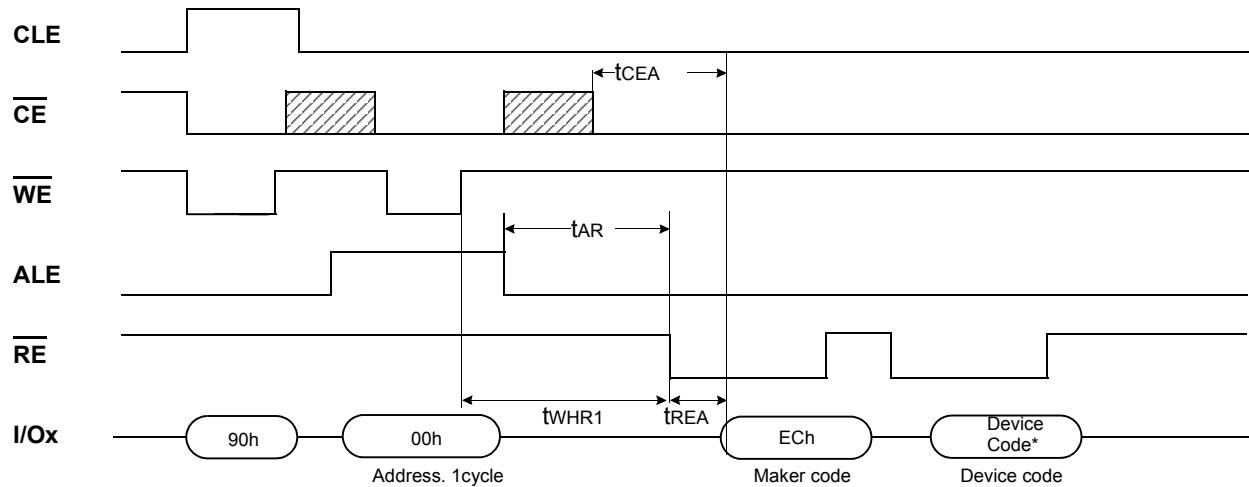 CLE
tCEA
CE
WE
tAR
ALE
RE
tWHR1
tREA
I/Ox
90h
00h
ECh
Device
Code*
Address. 1cycle
Maker code
Device code